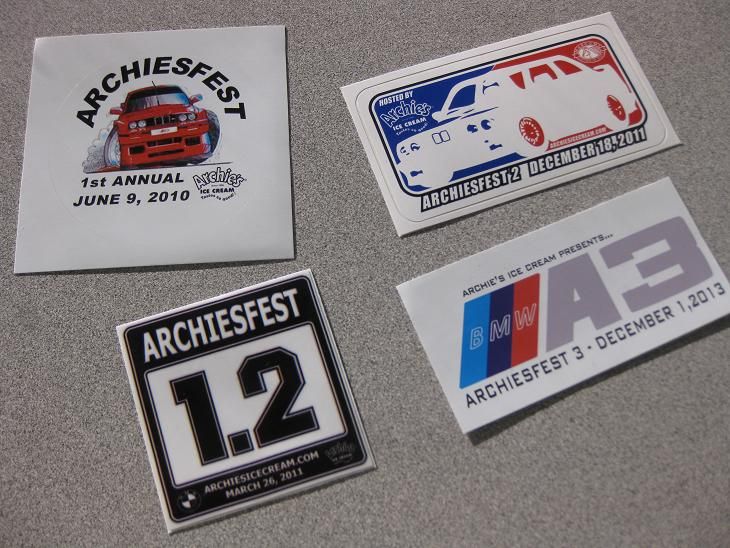 ARCHIESFEST
1st ANNUAL
JUNE 9, 2010
Archie's
ICE CREAM
HOSTED BY
Archie's
ICE CREAM
ARCHIESICECREAM.COM
ARCHIESFEST 2 DECEMBER 18, 2011
ARCHIESFEST
1.2
ARCHIESICECREAM.COM
MARCH 26, 2011
ARCHIE'S ICE CREAM PRESENTS...
BMW A3
ARCHIESFEST 3 - DECEMBER 1,2013